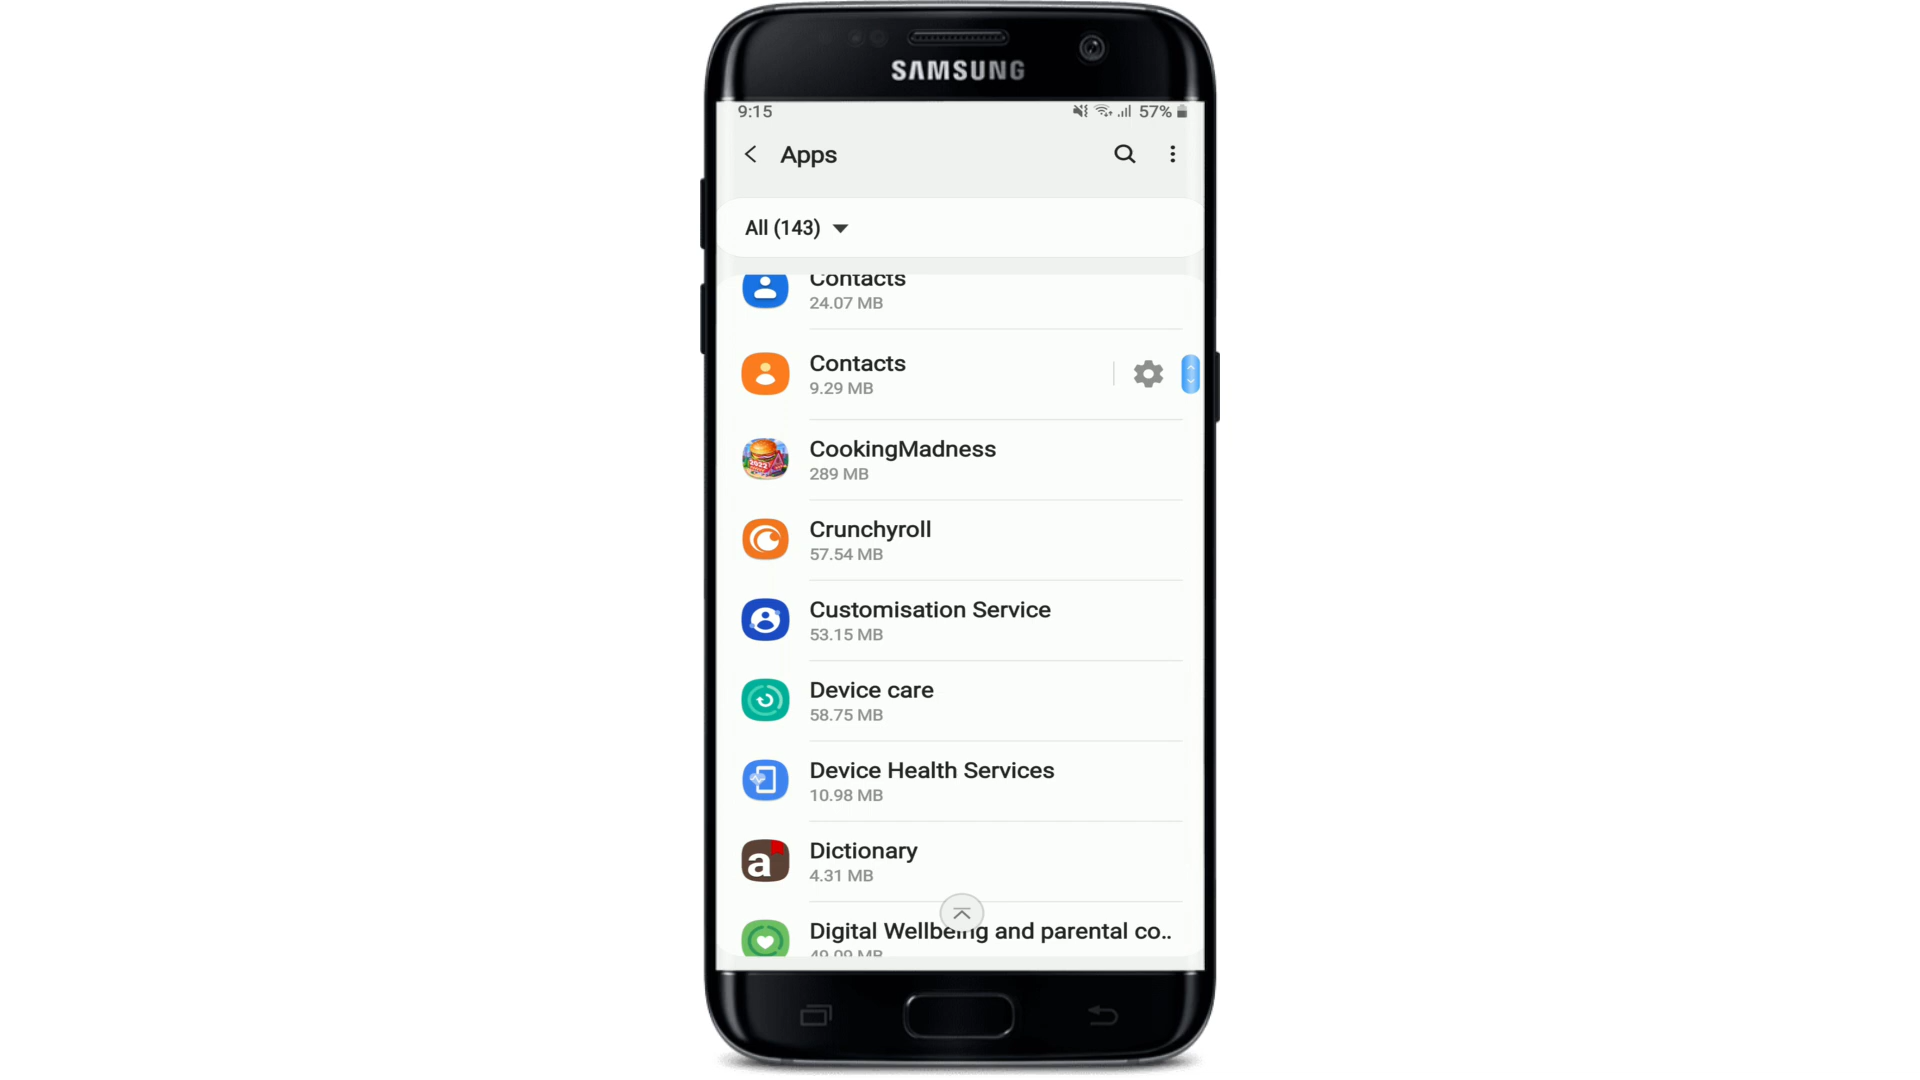 SAMSUNG
9:15
57%
Apps
All (143)
Contacts
24.07 MB
Contacts
9.29 MB
CookingMadness
289 MB
Crunchyroll
57.54 MB
Customisation Service
53.15 MB
Device care
58.75 MB
Device Health Services
10.98 MB
a
Dictionary
4.31 MB
Digital Wellbeing and parental co..
49.09 MB